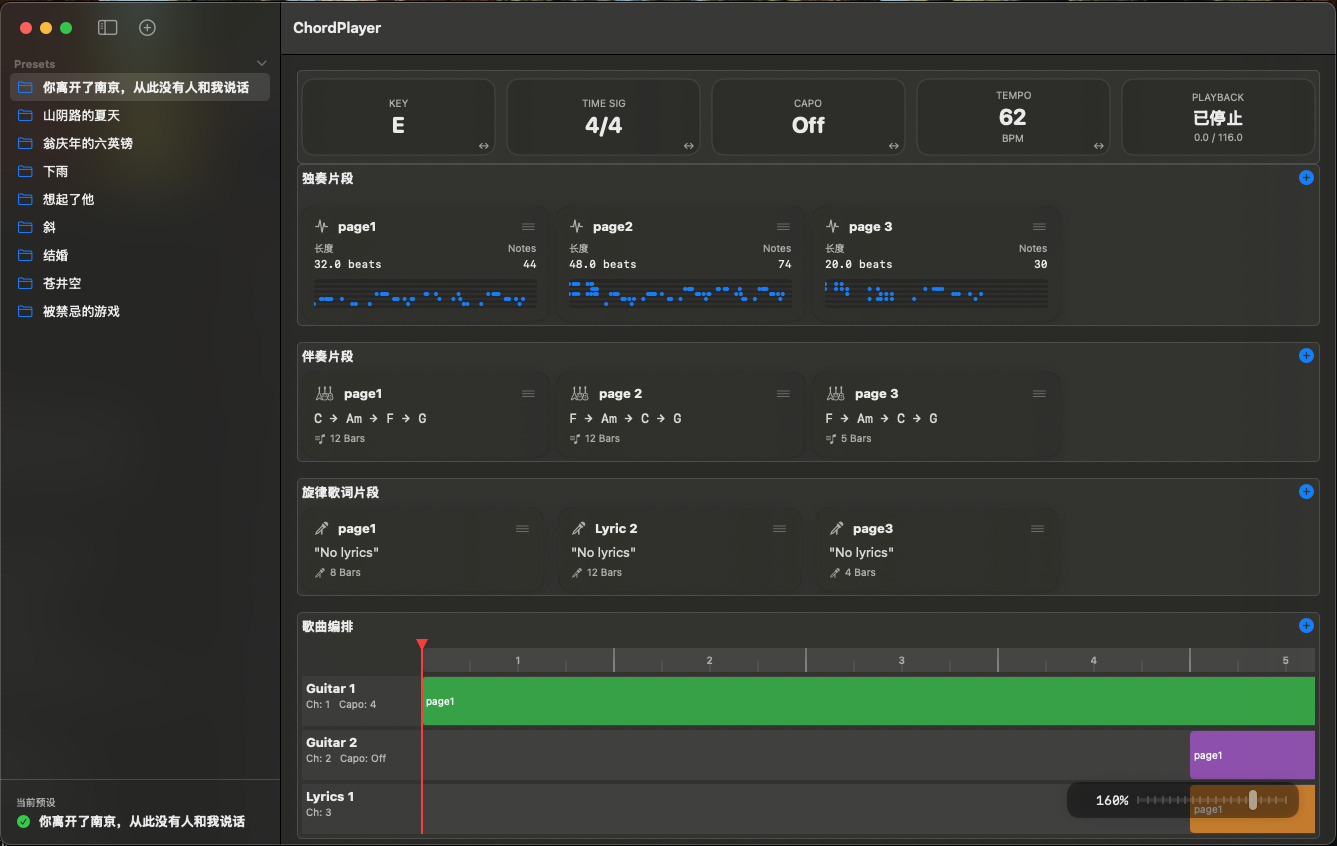 ChordPlayer
Presets
你离开了南京，从此没有人和我说话
山阴路的夏天
翁庆年的六英镑
下雨
想起了他
斜
结婚
苍井空
被禁忌的游戏
当前预设
你离开了南京，从此没有人和我说话
KEY
E
TIME SIG
4/4
CAPO
Off
TEMPO
62
BPM
PLAYBACK
已停止
0.0 / 116.0
独奏片段
page1
长度 Notes
32.0 beats 44
page2
长度 Notes
48.0 beats 74
page 3
长度 Notes
20.0 beats 30
伴奏片段
page1
C → Am → F → G
12 Bars
page 2
F → Am → C → G
12 Bars
page 3
F → Am → C → G
5 Bars
旋律歌词片段
page1
"No lyrics"
8 Bars
Lyric 2
"No lyrics"
12 Bars
page3
"No lyrics"
4 Bars
歌曲编排
1 2 3 4 5
Guitar 1
Ch: 1 Capo: 4
page1
Guitar 2
Ch: 2 Capo: Off
page1
Lyrics 1
Ch: 3
page1
160%